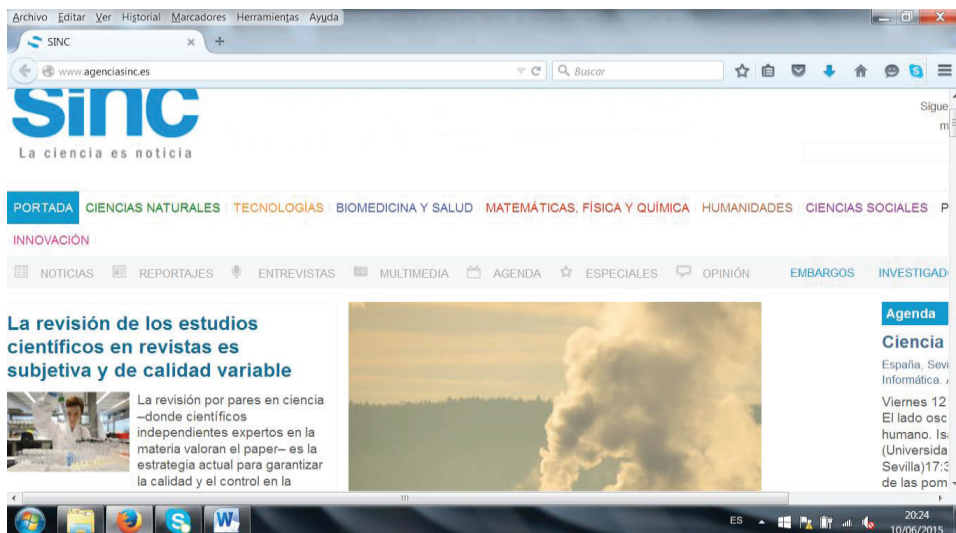 Archivo Editar Ver Historial Marcadores Herramientas Ayuda
SINC
www.agenciasinc.es
Buscar
sinc
Sigue
m
La ciencia es noticia
PORTADA CIENCIAS NATURALES TECNOLOGÍAS BIOMEDICINA Y SALUD MATEMÁTICAS, FÍSICA Y QUÍMICA HUMANIDADES CIENCIAS SOCIALES P
INNOVACIÓN
NOTICIAS REPORTAJES ENTREVISTAS MULTIMEDIA AGENDA ESPECIALES OPINIÓN EMBARGOS INVESTIGAD
La revisión de los estudios
científicos en revistas es
subjetiva y de calidad variable
La revisión por pares en ciencia
–donde científicos
independientes expertos en la
materia valoran el paper– es la
estrategia actual para garantizar
la calidad y el control en la
Agenda
Ciencia
España, Sevi
Informática.
Viernes 12
El lado osc
humano. Is
(Universida
Sevilla)17:3
de las pom
ES
20:24
10/06/2015